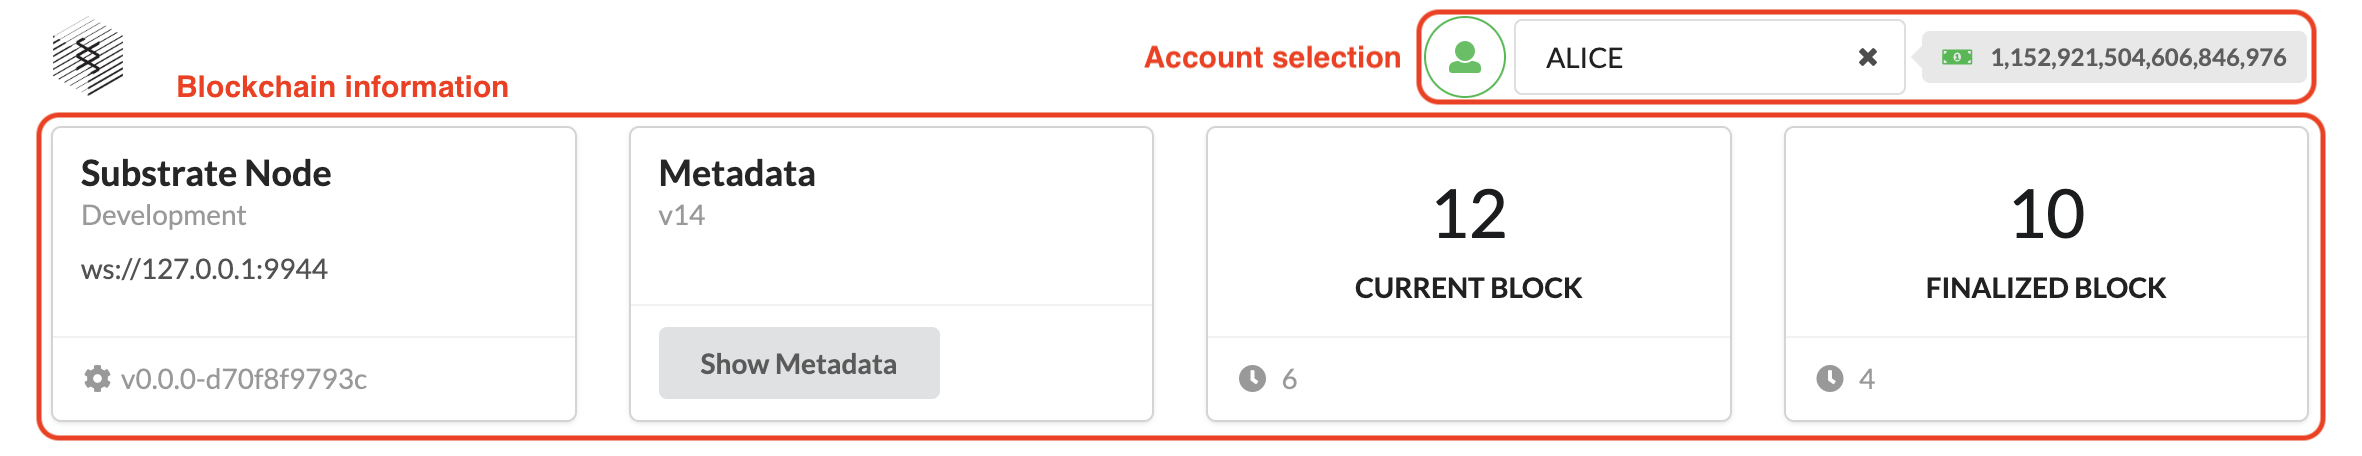 Account selection
ALICE
1,152,921,504,606,846,976
Blockchain information
Substrate Node
Development
ws://127.0.0.1:9944
v0.0.0-d70f8f9793c
Metadata
v14
Show Metadata
12
CURRENT BLOCK
6
10
FINALIZED BLOCK
4